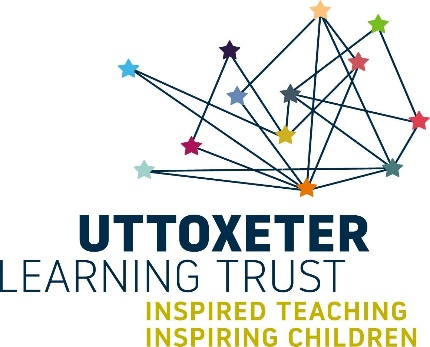 UTTOXETER
LEARNING TRUST
INSPIRED TEACHING
INSPIRING CHILDREN